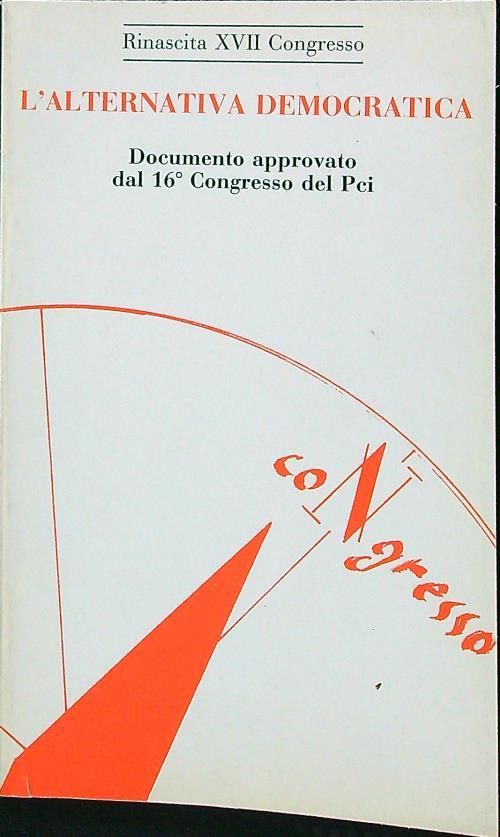 Rinascita XVII Congresso
L'ALTERNATIVA DEMOCRATICA
Documento approvato
dal 16° Congresso del Pci
coNgresso